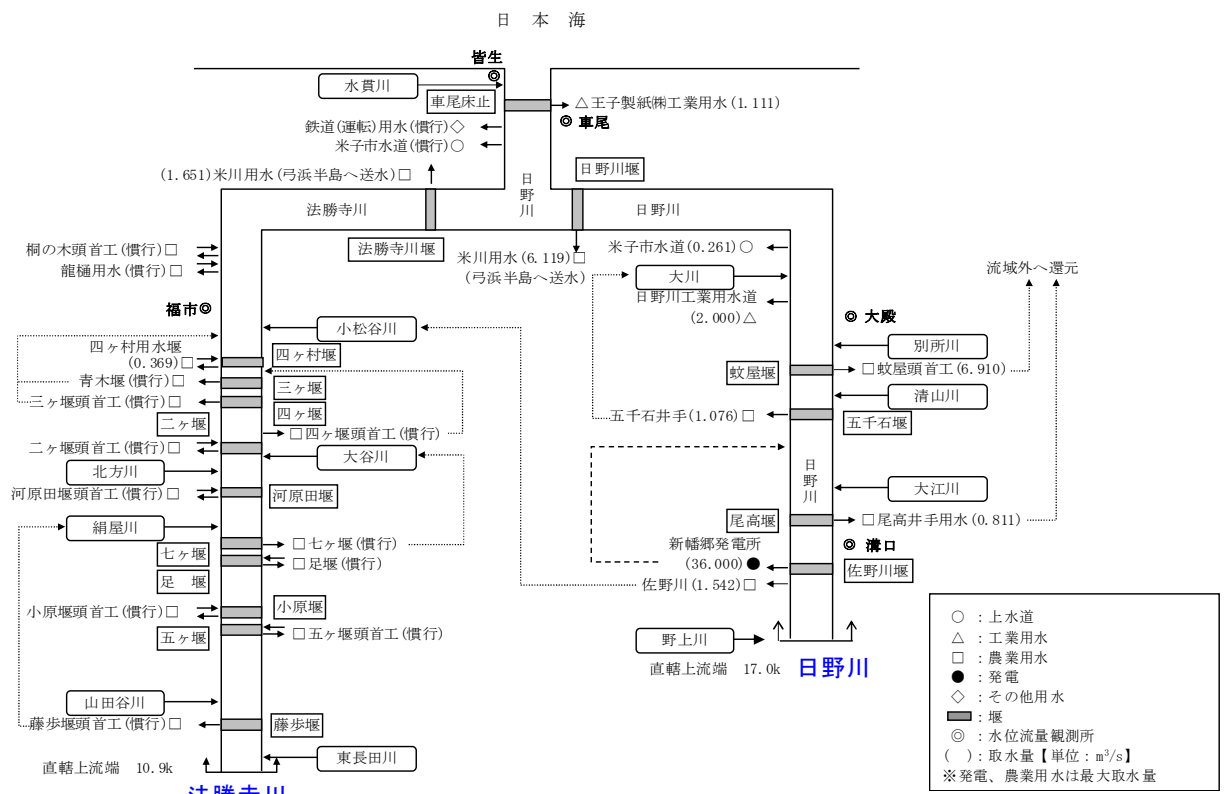 日 本 海
皆生
水貫川
車尾床止
△王子製紙㈱工業用水(1.111)
◎ 車尾
鉄道(運転)用水(慣行)◇
米子市水道(慣行)○
(1.651)米川用水(弓浜半島へ送水)□
日野川堰
日野川
法勝寺川
日野川
法勝寺川堰
米川用水(6.119)□
(弓浜半島へ送水)
桐の木頭首工(慣行)□
龍樋用水(慣行)□
米子市水道(0.261)○
大川
日野川工業用水道
(2.000)△
流域外へ還元
福市◎
小松谷川
◎ 大殿
四ヶ村用水堰
(0.369)□
四ヶ村堰
別所川
青木堰(慣行)□
三ヶ堰
蚊屋堰
□蚊屋頭首工(6.910)
三ヶ堰頭首工(慣行)□
四ヶ堰
清山川
二ヶ堰
□四ヶ堰頭首工(慣行)
五千石井手(1.076)□
五千石堰
二ヶ堰頭首工(慣行)□
大谷川
北方川
日野川
河原田堰頭首工(慣行)□
河原田堰
大江川
絹屋川
尾高堰
□尾高井手用水(0.811)
七ヶ堰
□七ヶ堰(慣行)
新幡郷発電所
(36.000)●
◎ 溝口
足 堰
□足堰(慣行)
佐野川(1.542)□
佐野川堰
小原堰頭首工(慣行)□
小原堰
五ヶ堰
□五ヶ堰頭首工(慣行)
野上川
直轄上流端 17.0k
日野川
山田谷川
藤歩堰頭首工(慣行)□
藤歩堰
東長田川
直轄上流端 10.9k
法勝寺川
○ ：上水道
△ ：工業用水
□ ：農業用水
● ：発電
◇ ：その他用水
：堰
◎ ：水位流量観測所
( )：取水量【単位：m³/s】
※発電、農業用水は最大取水量